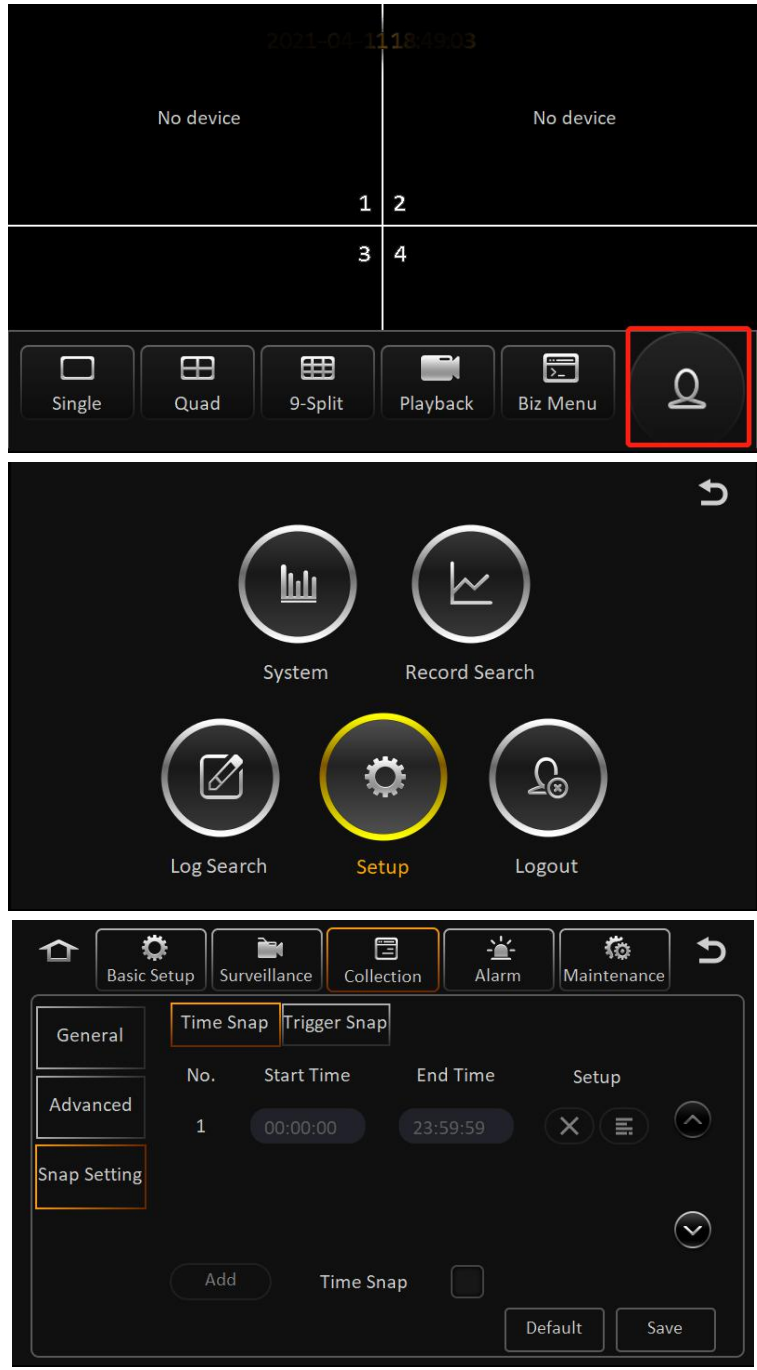 2021-04-11 18:49:03
No device
No device
1 2
3 4
Single
Quad
9-Split
Playback
Biz Menu
System
Record Search
Log Search
Setup
Logout
Basic Setup
Surveillance
Collection
Alarm
Maintenance
General
Time Snap
Trigger Snap
No. Start Time End Time Setup
Advanced
1 00:00:00 23:59:59
Snap Setting
Add
Time Snap
Default
Save